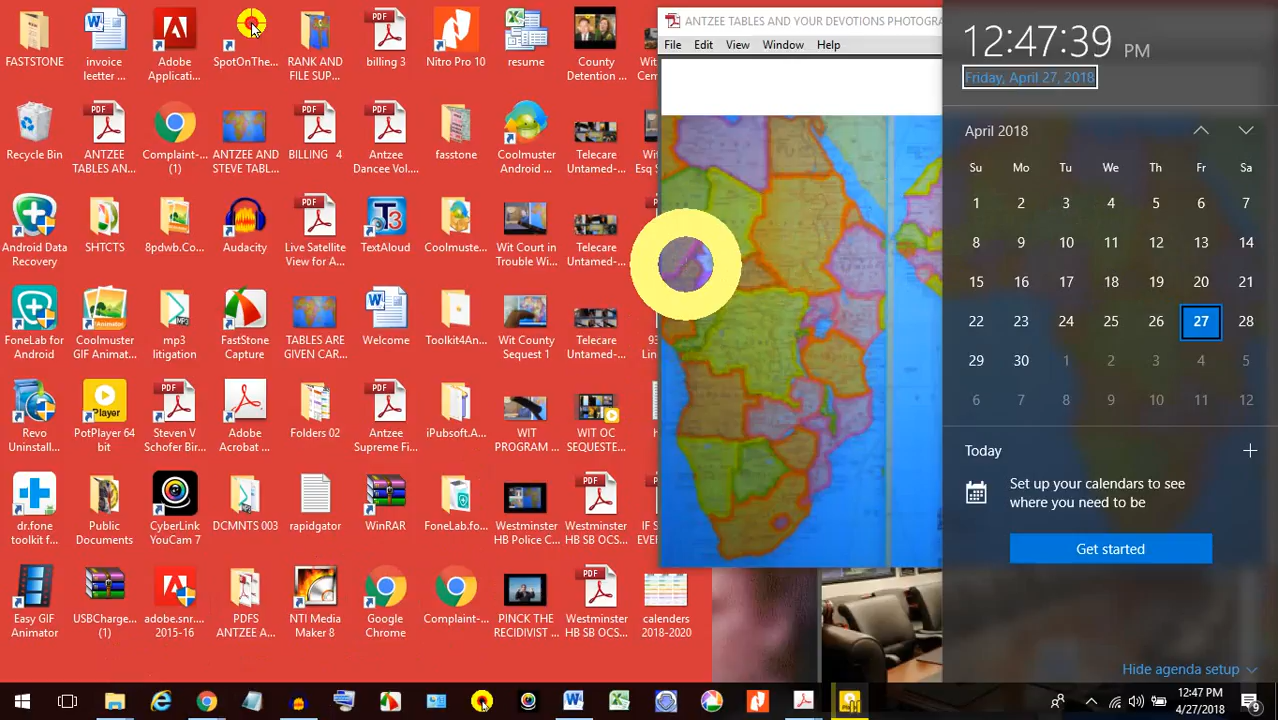 FASTSTONE
invoice leetter ...
Adobe Applicati...
SpotOnThe...
RANK AND FILE SUP...
billing 3
Nitro Pro 10
resume
County Detention ...
Recycle Bin
ANTZEE TABLES AN...
Complaint-... (1)
ANTZEE AND STEVE TABL...
BILLING   4
Antzee Dancee Vol....
fasstone
Coolmuster Android ...
Telecare Untamed-...
Android Data Recovery
SHTCTS
8pdwb.Co...
Audacity
Live Satellite View for A...
TextAloud
Coolmuste...
Wit Court in Trouble Wi...
Telecare Untamed-...
FoneLab for Android
Coolmuster GIF Animat...
mp3 litigation
FastStone Capture
TABLES ARE GIVEN CAR...
Welcome
Toolkit4An...
Wit County Sequest 1
Telecare Untamed-...
Revo Uninstall...
PotPlayer 64 bit
Steven V Schofer Bir...
Adobe Acrobat ...
Folders 02
Antzee Supreme Fi...
iPubsoft.A...
WIT PROGRAM ...
WIT OC SEQUESTE...
dr.fone toolkit f...
Public Documents
CyberLink YouCam 7
DCMNTS 003
rapidgator
WinRAR
FoneLab.fo...
Westminster HB Police C...
Westminster HB SB OCS...
Easy GIF Animator
USBCharge... (1)
adobe.snr.... 2015-16
PDFS ANTZEE A...
NTI Media Maker 8
Google Chrome
Complaint-...
PINCK THE RECIDIVIST ...
Westminster HB SB OCS...
calenders 2018-2020
ANTZEE TABLES AND YOUR DEVOTIONS PHOTOGRA
File Edit View Window Help
12:47:39 PM
Friday, April 27, 2018
April 2018
Su Mo Tu We Th Fr Sa
1 2 3 4 5 6 7
8 9 10 11 12 13 14
15 16 17 18 19 20 21
22 23 24 25 26 27 28
29 30 1 2 3 4 5
6 7 8 9 10 11 12
Today
Set up your calendars to see
where you need to be
Get started
Hide agenda setup
12:47 PM
4/27/2018
9